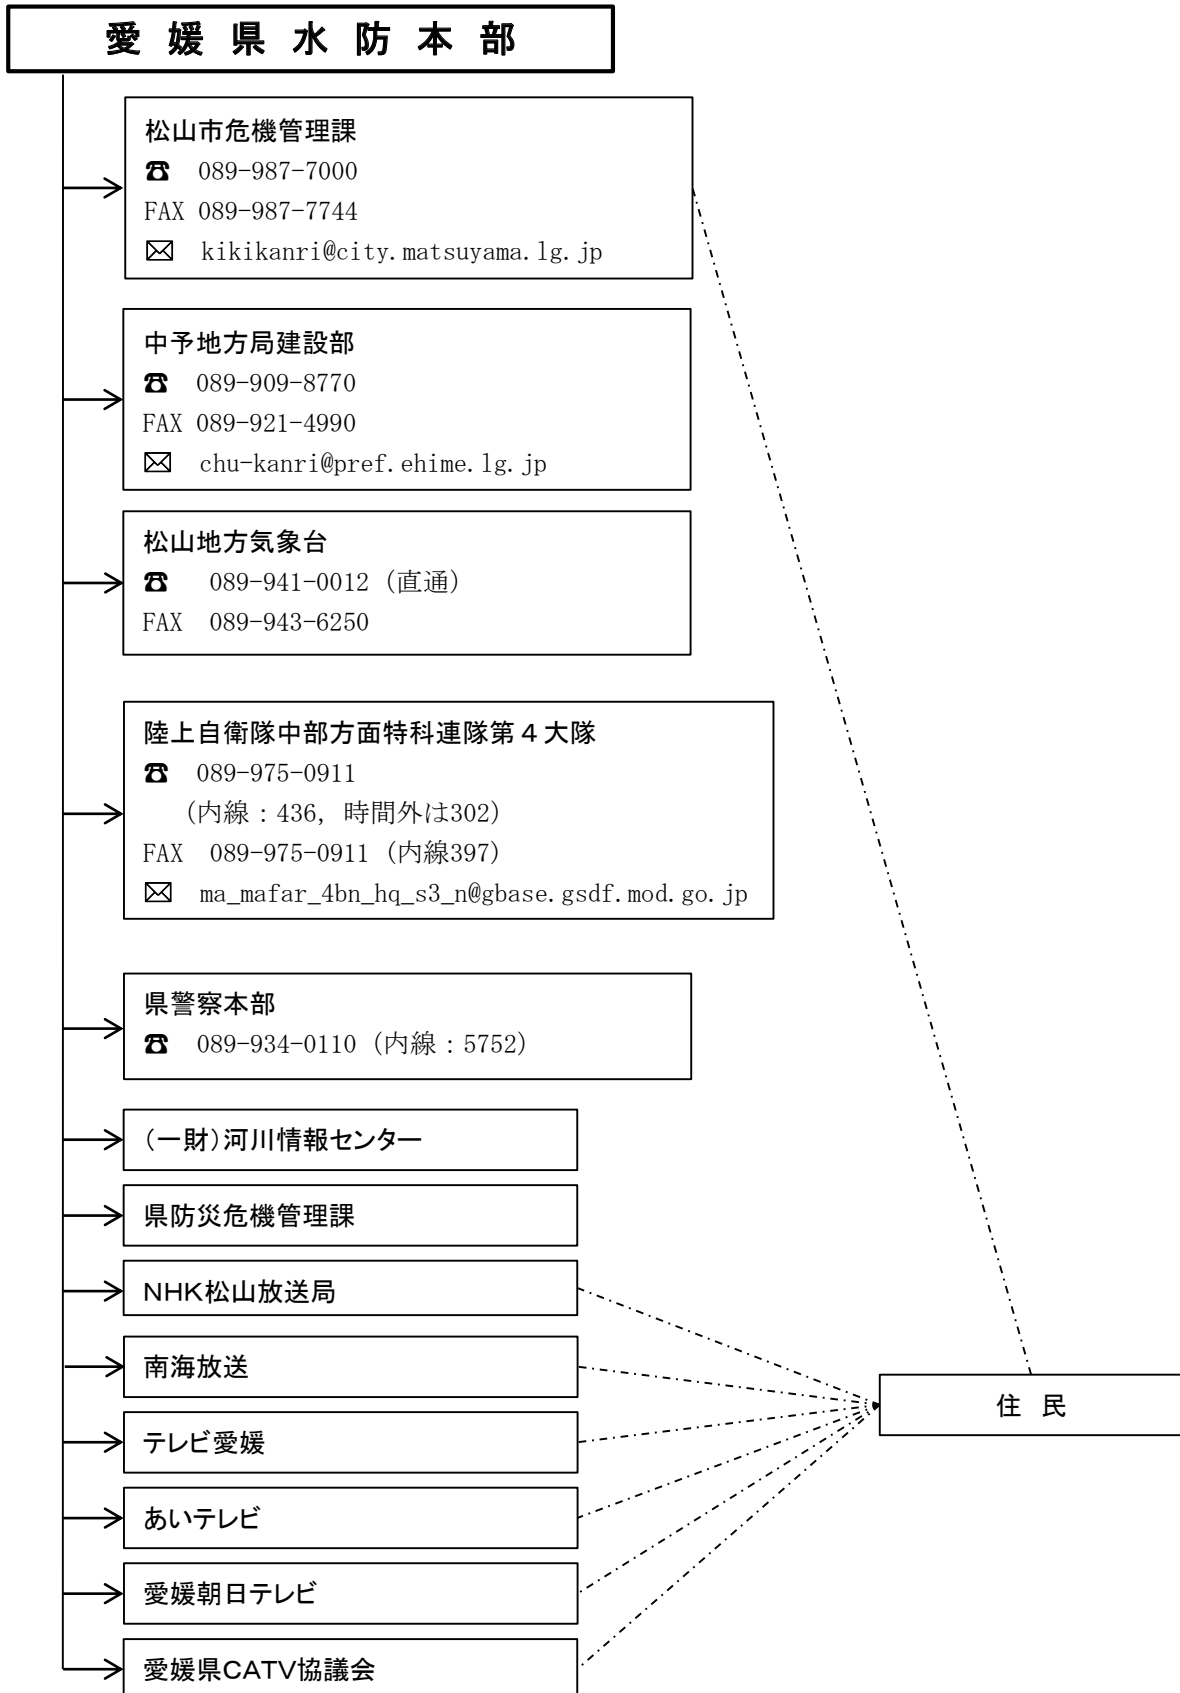 愛媛県水防本部
松山市危機管理課
☎ 089-987-7000
FAX 089-987-7744
✉ kikikanri@city.matsuyama.lg.jp
中予地方局建設部
☎ 089-909-8770
FAX 089-921-4990
✉ chu-kanri@pref.ehime.lg.jp
松山地方気象台
☎ 089-941-0012（直通）
FAX 089-943-6250
陸上自衛隊中部方面特科連隊第４大隊
☎ 089-975-0911
（内線：436，時間外は302）
FAX 089-975-0911（内線397）
✉ ma_mafar_4bn_hq_s3_n@gbase.gsdf.mod.go.jp
県警察本部
☎ 089-934-0110（内線：5752）
（一財）河川情報センター
県防災危機管理課
NHK松山放送局
南海放送
テレビ愛媛
あいテレビ
愛媛朝日テレビ
愛媛県CATV協議会
住民